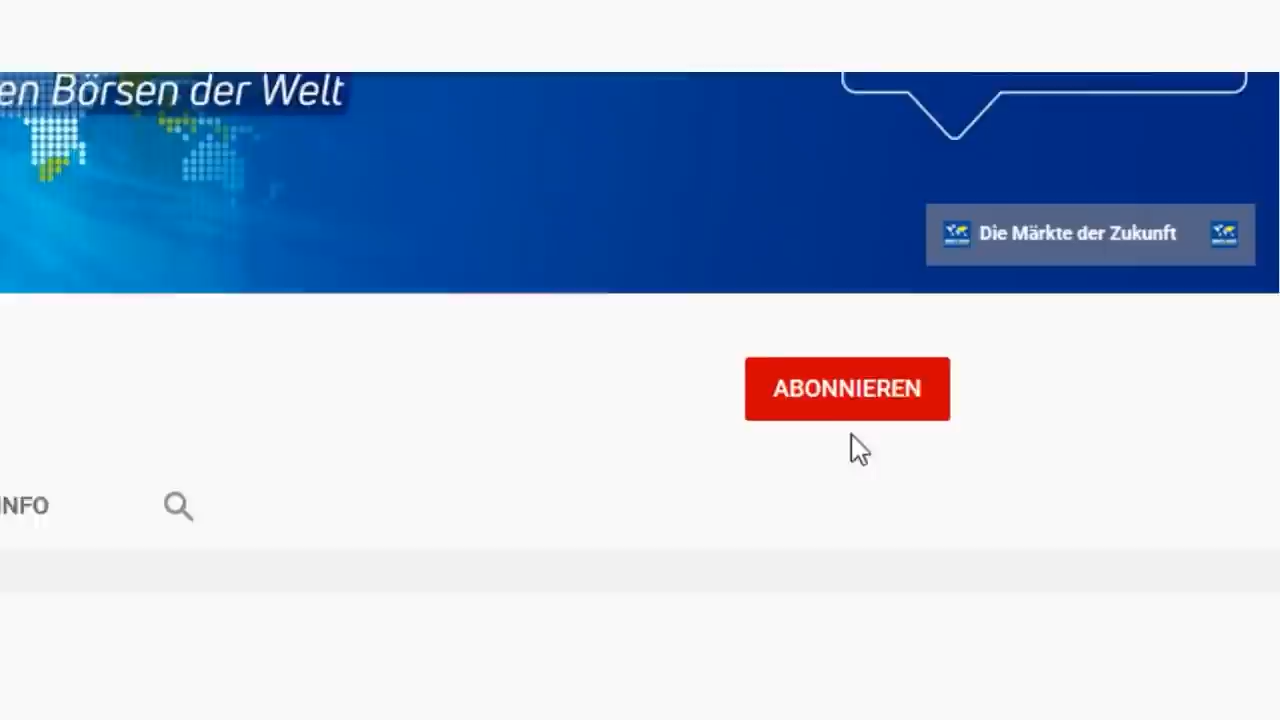 en Börsen der Welt
Die Märkte der Zukunft
ABONNIEREN
INFO